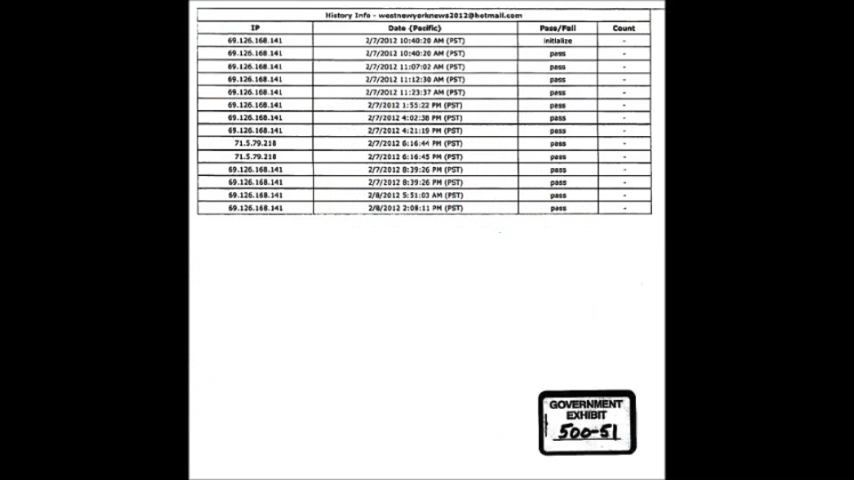 History Info - westnewyorknews2012@hotmail.com
IP Date (Pacific) Pass/Fail Count
69.126.168.141 2/7/2012 10:40:20 AM (PST) initialize -
69.126.168.141 2/7/2012 10:40:20 AM (PST) pass -
69.126.168.141 2/7/2012 11:07:02 AM (PST) pass -
69.126.168.141 2/7/2012 11:12:30 AM (PST) pass -
69.126.168.141 2/7/2012 11:23:37 AM (PST) pass -
69.126.168.141 2/7/2012 1:55:22 PM (PST) pass -
69.126.168.141 2/7/2012 4:02:38 PM (PST) pass -
69.126.168.141 2/7/2012 4:21:19 PM (PST) pass -
71.5.79.218 2/7/2012 6:16:44 PM (PST) pass -
71.5.79.218 2/7/2012 6:16:45 PM (PST) pass -
69.126.168.141 2/7/2012 8:39:26 PM (PST) pass -
69.126.168.141 2/7/2012 8:39:26 PM (PST) pass -
69.126.168.141 2/8/2012 5:51:03 AM (PST) pass -
69.126.168.141 2/8/2012 2:08:11 PM (PST) pass -
GOVERNMENT
EXHIBIT
500-51